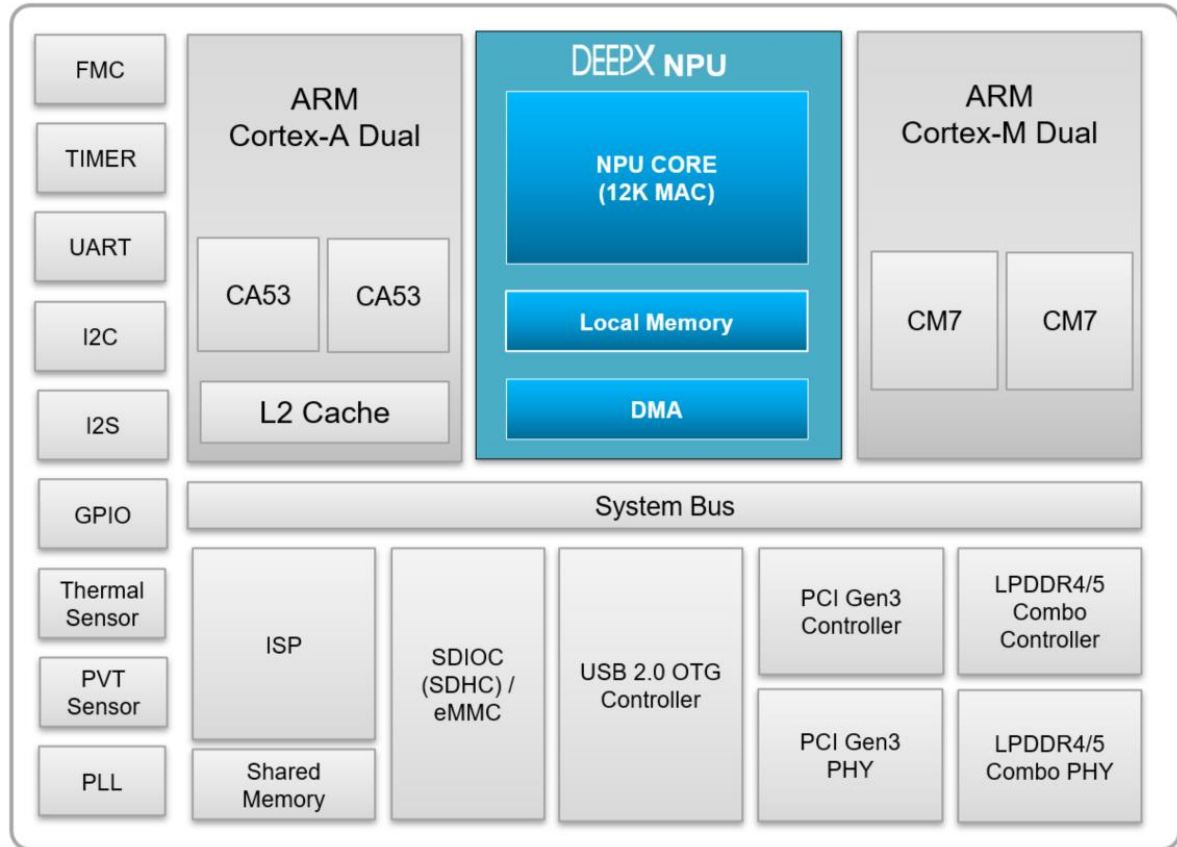 FMC
TIMER
UART
I2C
I2S
GPIO
Thermal
Sensor
PVT
Sensor
PLL
ARM
Cortex-A Dual
CA53
CA53
L2 Cache
DEEPX NPU
NPU CORE
(12K MAC)
Local Memory
DMA
ARM
Cortex-M Dual
CM7
CM7
System Bus
ISP
Shared
Memory
SDIOC
(SDHC) /
eMMC
USB 2.0 OTG
Controller
PCI Gen3
Controller
PCI Gen3
PHY
LPDDR4/5
Combo
Controller
LPDDR4/5
Combo PHY